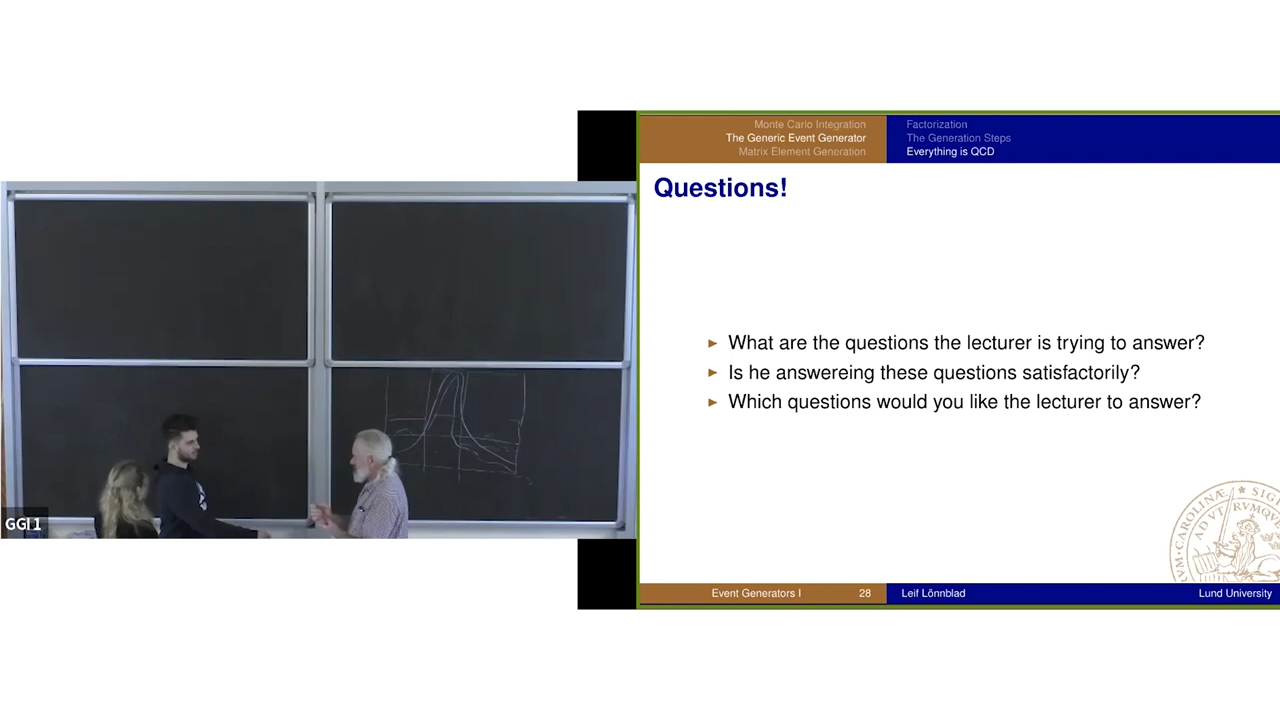 GGI 1
Monte Carlo Integration
The Generic Event Generator
Matrix Element Generation
Factorization
The Generation Steps
Everything is QCD
Questions!
What are the questions the lecturer is trying to answer?
Is he answereing these questions satisfactorily?
Which questions would you like the lecturer to answer?
Event Generators I
28
Leif Lönnblad
Lund University